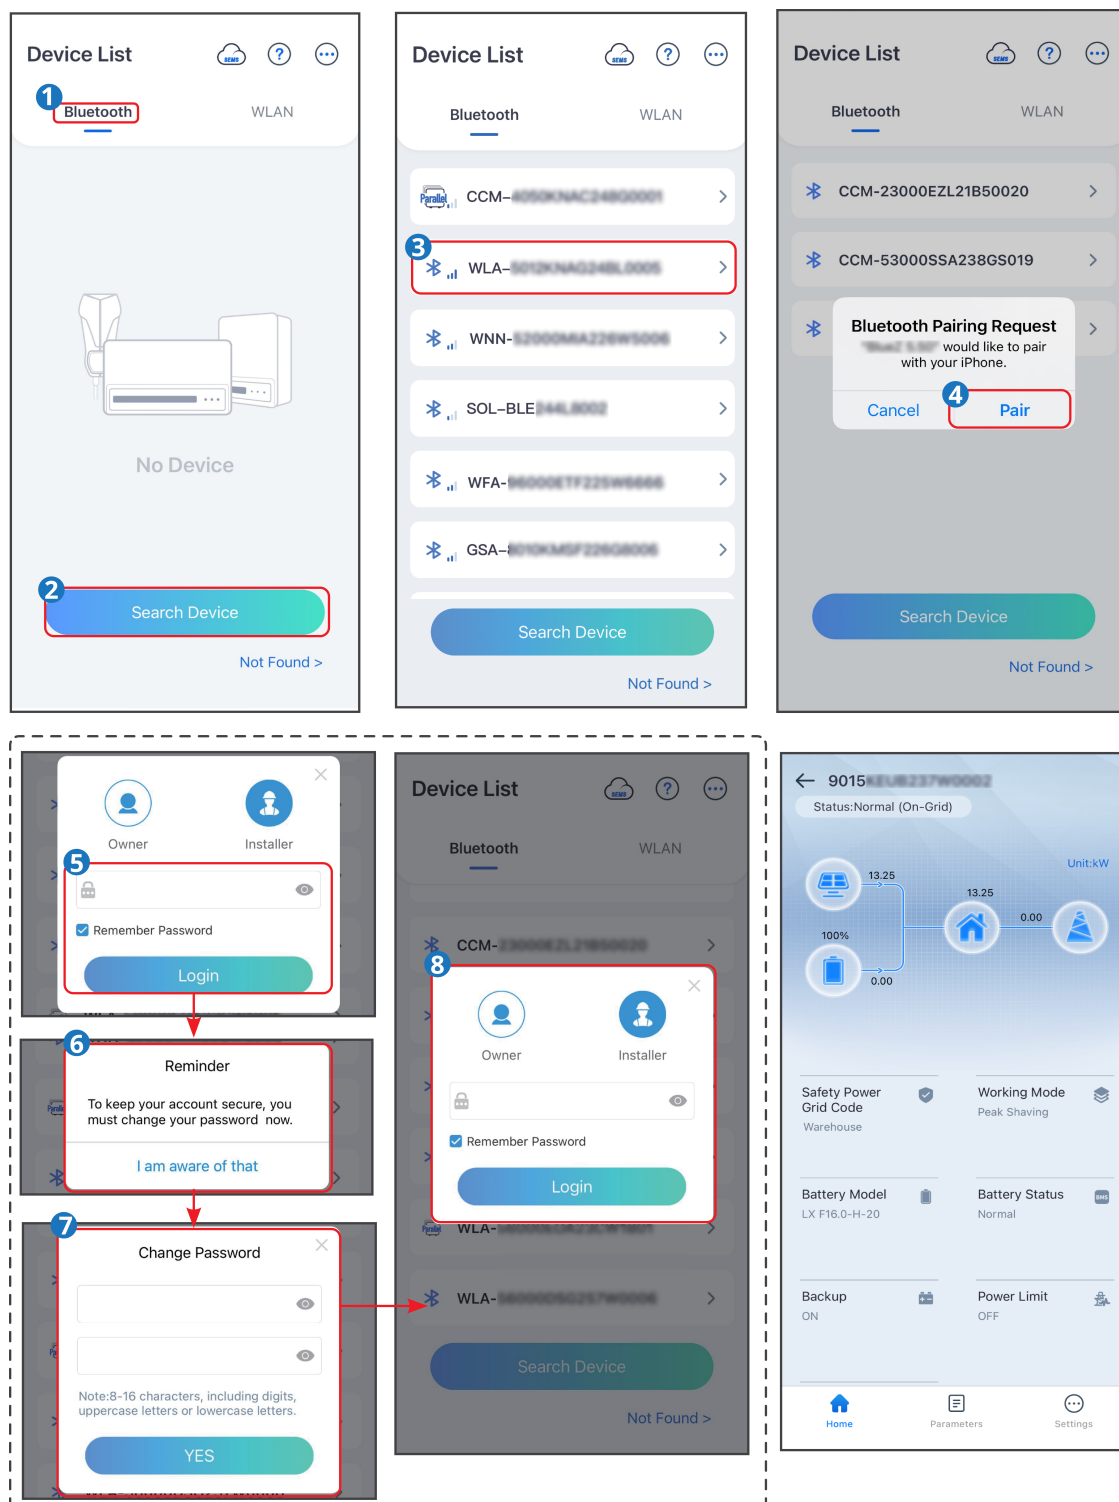 Device List
SEMS
?
1
Bluetooth
WLAN
No Device
2
Search Device
Not Found >
Device List
SEMS
?
Bluetooth
WLAN
Parallel
CCM-
3
WLA-
WNN-
SOL-BLE
WFA-
GSA-
Search Device
Not Found >
Device List
SEMS
?
Bluetooth
WLAN
CCM-23000EZL21B50020
CCM-53000SSA238GS019
Bluetooth Pairing Request
would like to pair
with your iPhone.
4
Cancel
Pair
Search Device
Not Found >
Owner
Installer
5
Remember Password
Login
6
Reminder
To keep your account secure, you
must change your password now.
I am aware of that
7
Change Password
Note:8-16 characters, including digits,
uppercase letters or lowercase letters.
YES
Device List
SEMS
?
Bluetooth
WLAN
CCM-
8
Owner
Installer
Remember Password
Login
Parallel
WLA-
WLA-
Search Device
Not Found >
9015
Status:Normal (On-Grid)
Unit:kW
13.25
13.25
0.00
100%
0.00
Safety Power
Grid Code
Warehouse
Working Mode
Peak Shaving
Battery Model
LX F16.0-H-20
Battery Status
BMS
Normal
Backup
ON
Power Limit
OFF
Home
Parameters
Settings